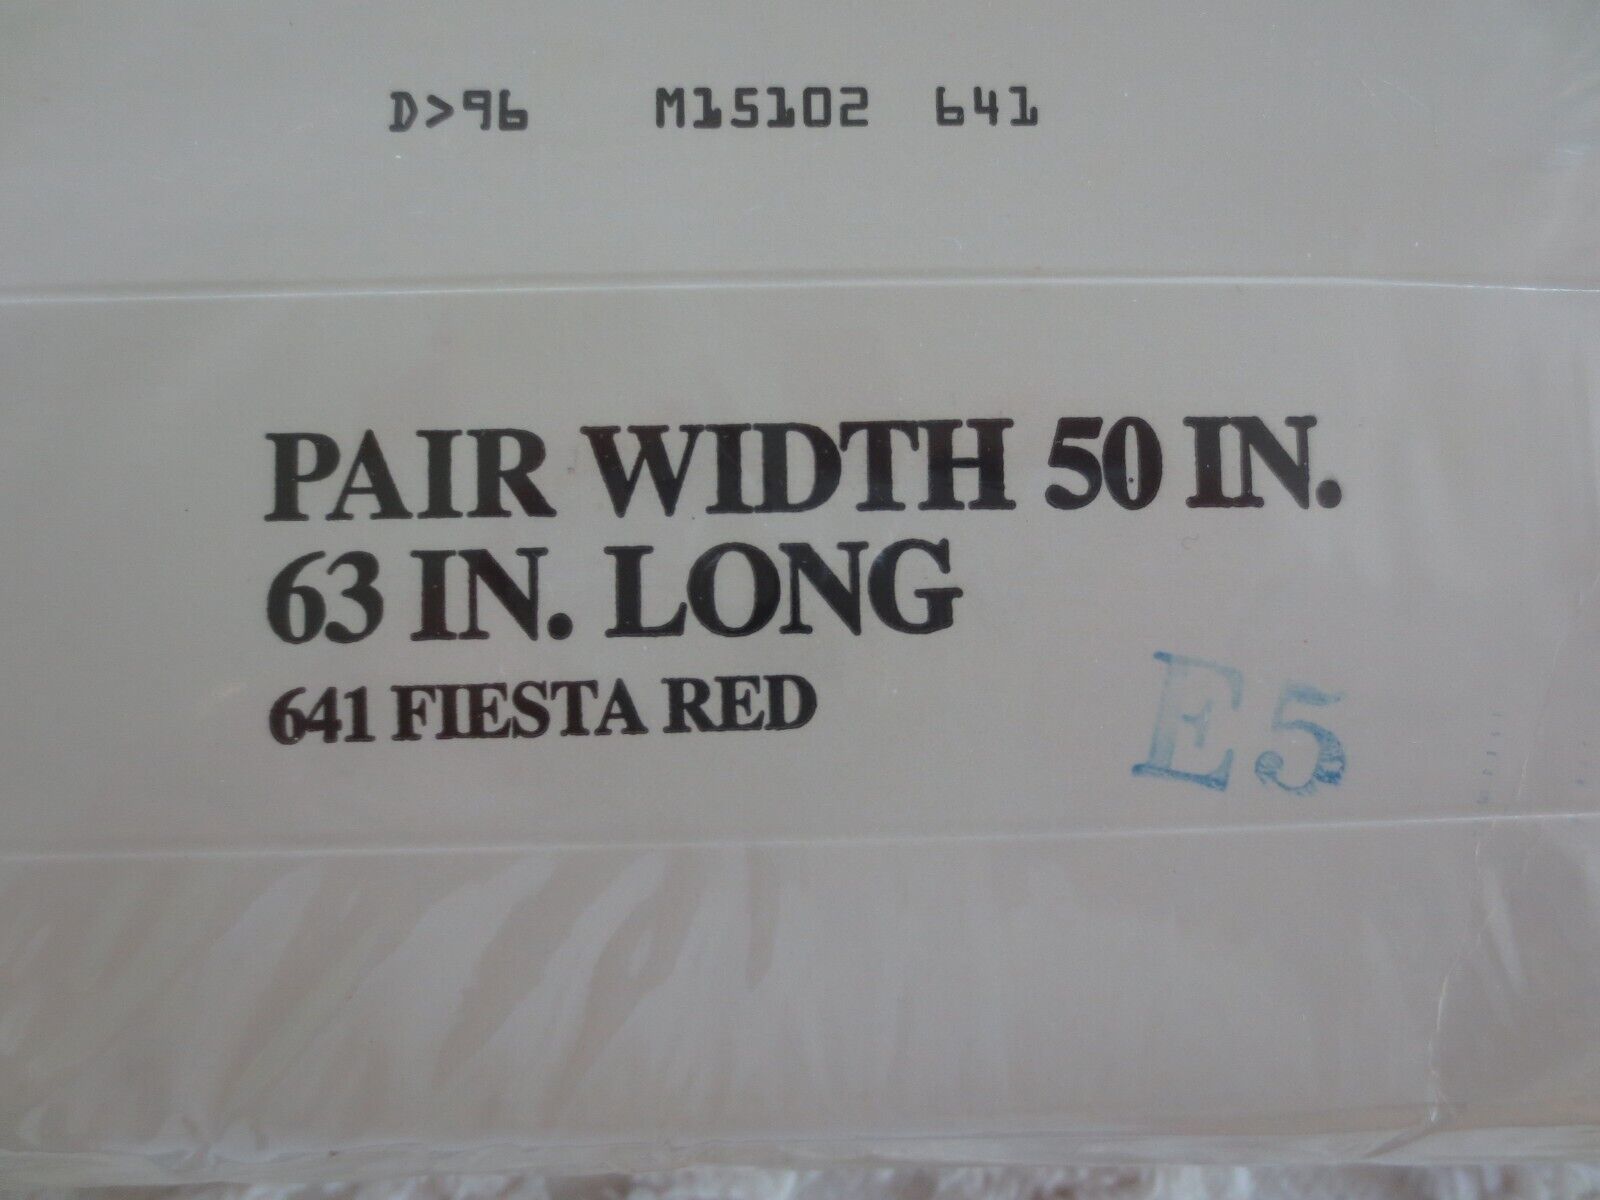 D>96 M15102 641
PAIR WIDTH 50 IN.
63 IN. LONG
641 FIESTA RED
E5